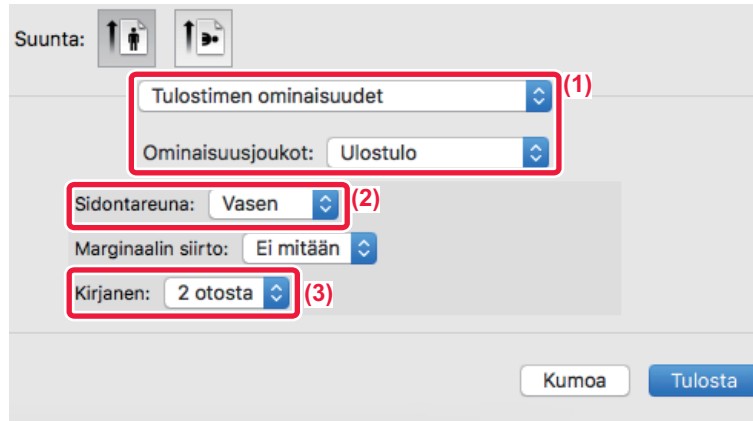 Suunta:
Tulostimen ominaisuudet (1)
Ominaisuusjoukot: Ulostulo
Sidontareuna: Vasen (2)
Marginaalin siirto: Ei mitään
Kirjanen: 2 otosta (3)
Kumoa Tulosta